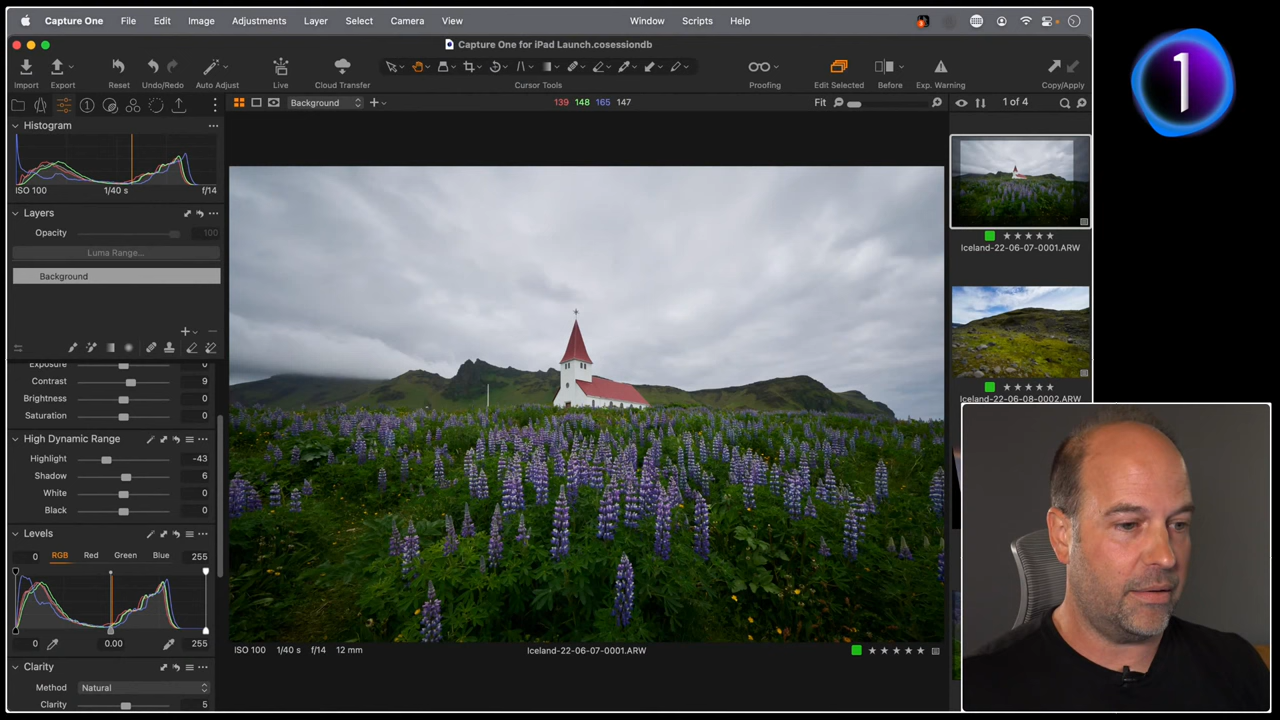 Capture One File Edit Image Adjustments Layer Select Camera View Window Scripts Help
Capture One for iPad Launch.cosessiondb
Import Export Reset Undo/Redo Auto Adjust Live Cloud Transfer Cursor Tools Proofing Edit Selected Before Exp. Warning Copy/Apply
Background 139 148 165 147 Fit 1 of 4
1
Histogram
ISO 100 1/40 s f/14
Layers
Opacity 100
Luma Range...
Background
Exposure 0
Contrast 9
Brightness 0
Saturation 0
High Dynamic Range
Highlight -43
Shadow 6
White 0
Black 0
Levels
0 RGB Red Green Blue 255
0 0.00 255
Clarity
Method Natural
Clarity 5
ISO 100 1/40 s f/14 12 mm Iceland-22-06-07-0001.ARW
Iceland-22-06-07-0001.ARW
Iceland-22-06-08-0002.ARW